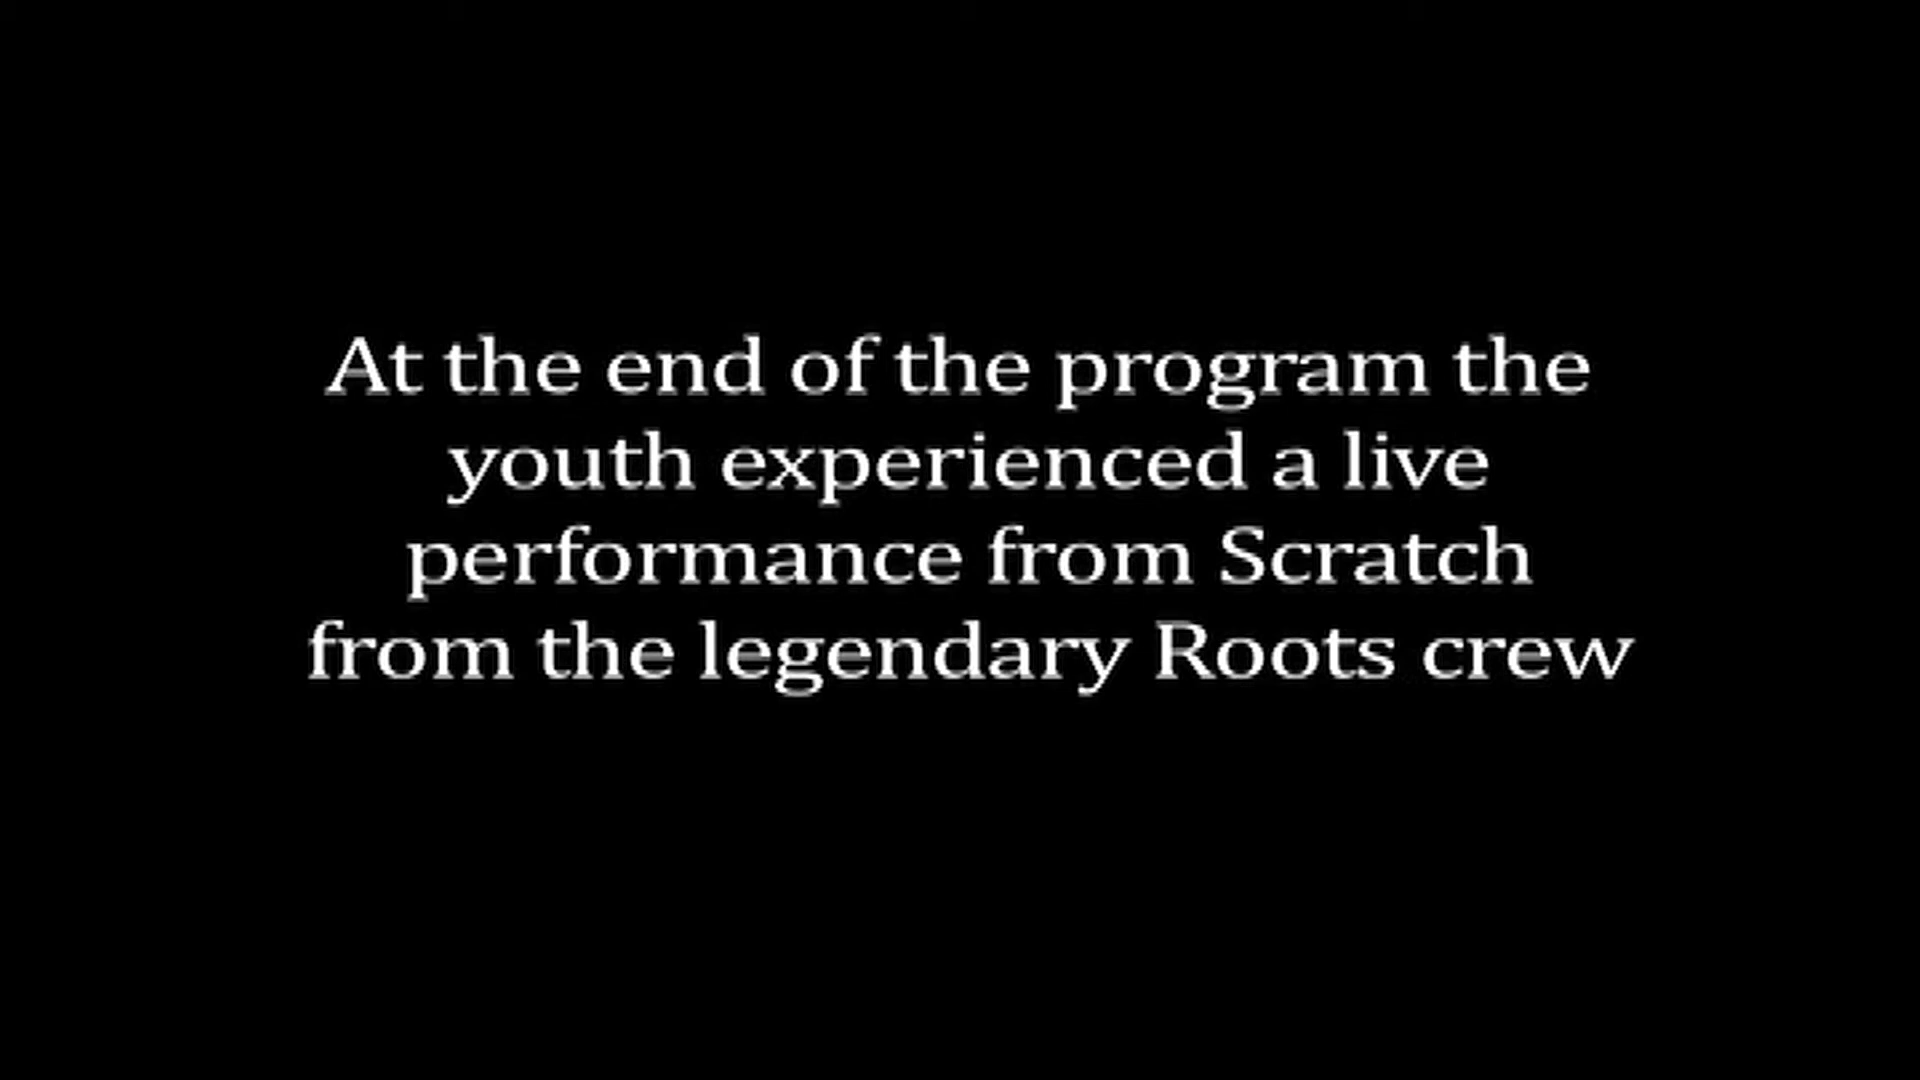 At the end of the program the
youth experienced a live
performance from Scratch
from the legendary Roots crew